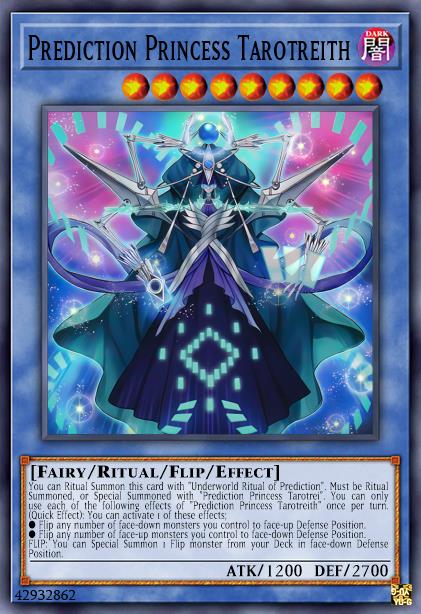 PREDICTION PRINCESS TAROTREITH
DARK
闇
[FAIRY/RITUAL/FLIP/EFFECT]
You can Ritual Summon this card with "Underworld Ritual of Prediction". Must be Ritual
Summoned, or Special Summoned with "Prediction Princess Tarotrei". You can only
use each of the following effects of "Prediction Princess Tarotreith" once per turn.
(Quick Effect): You can activate 1 of these effects;
● Flip any number of face-down monsters you control to face-up Defense Position.
● Flip any number of face-up monsters you control to face-down Defense Position.
FLIP: You can Special Summon 1 Flip monster from your Deck in face-down Defense
Position.
ATK/1200 DEF/2700
42932862